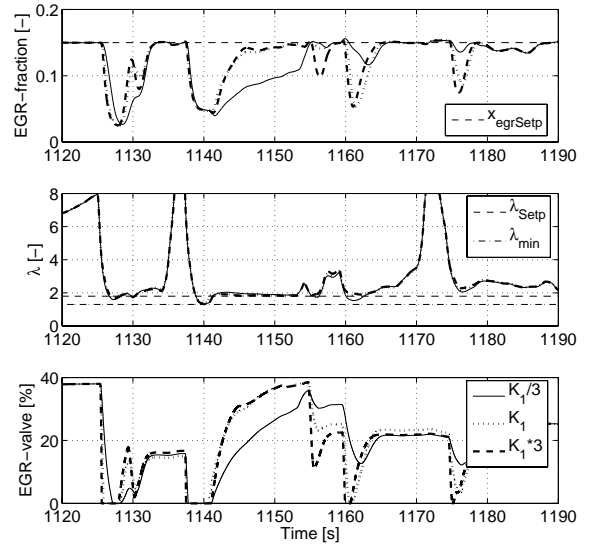 EGR−fraction [−]
0.2
0.1
0
x_egrSetp
1120 1130 1140 1150 1160 1170 1180 1190
λ [−]
8
6
4
2
0
λ_Setp
λ_min
1120 1130 1140 1150 1160 1170 1180 1190
EGR−valve [%]
40
20
0
K_1/3
K_1
K_1*3
1120 1130 1140 1150 1160 1170 1180 1190
Time [s]